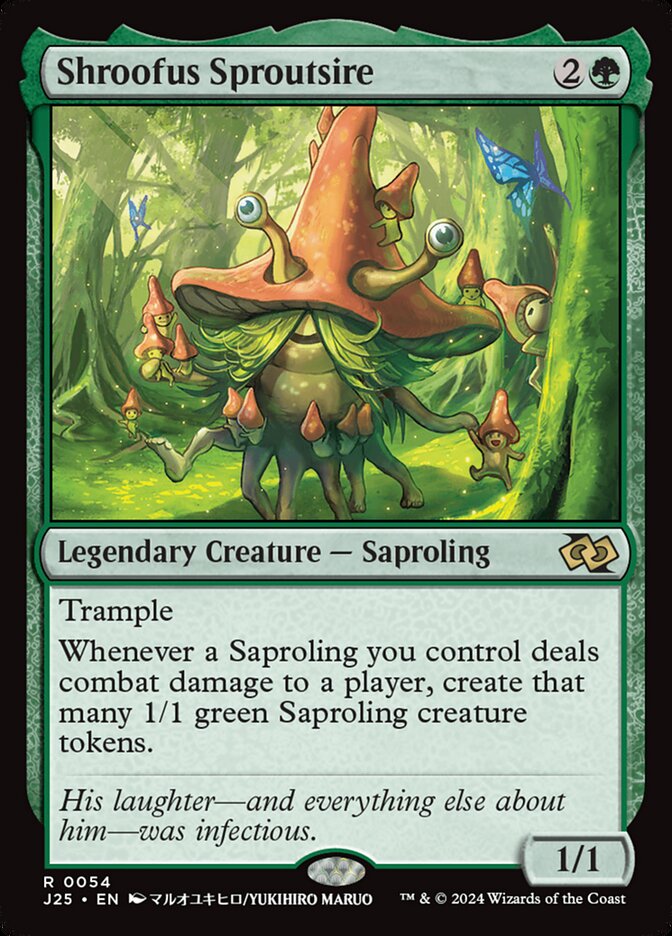 Shroofus Sproutsire 2
Legendary Creature — Saproling
Trample
Whenever a Saproling you control deals
combat damage to a player, create that
many 1/1 green Saproling creature
tokens.
His laughter—and everything else about
him—was infectious.
1/1
R 0054
J25 • EN マルオユキヒロ/YUKIHIRO MARUO ™ & © 2024 Wizards of the Coast